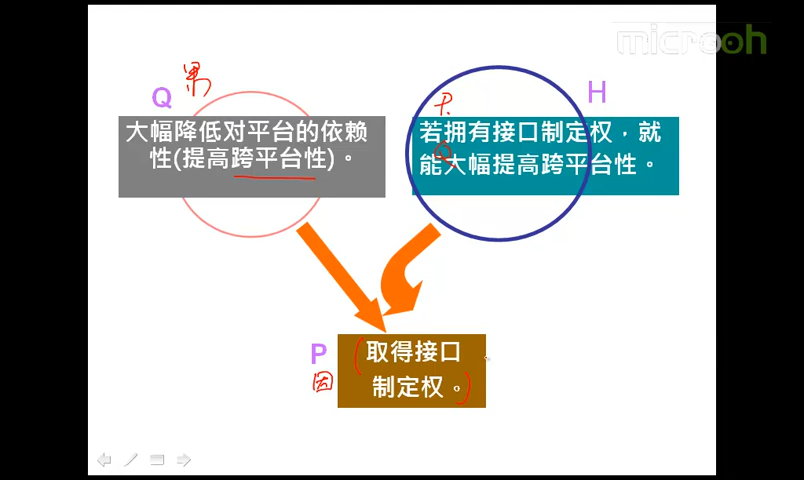 microoh
Q
果
H
P
大幅降低对平台的依赖
性(提高跨平台性)。
若拥有接口制定权，就
能大幅提高跨平台性。
Q
P
因
(取得接口
制定权。)